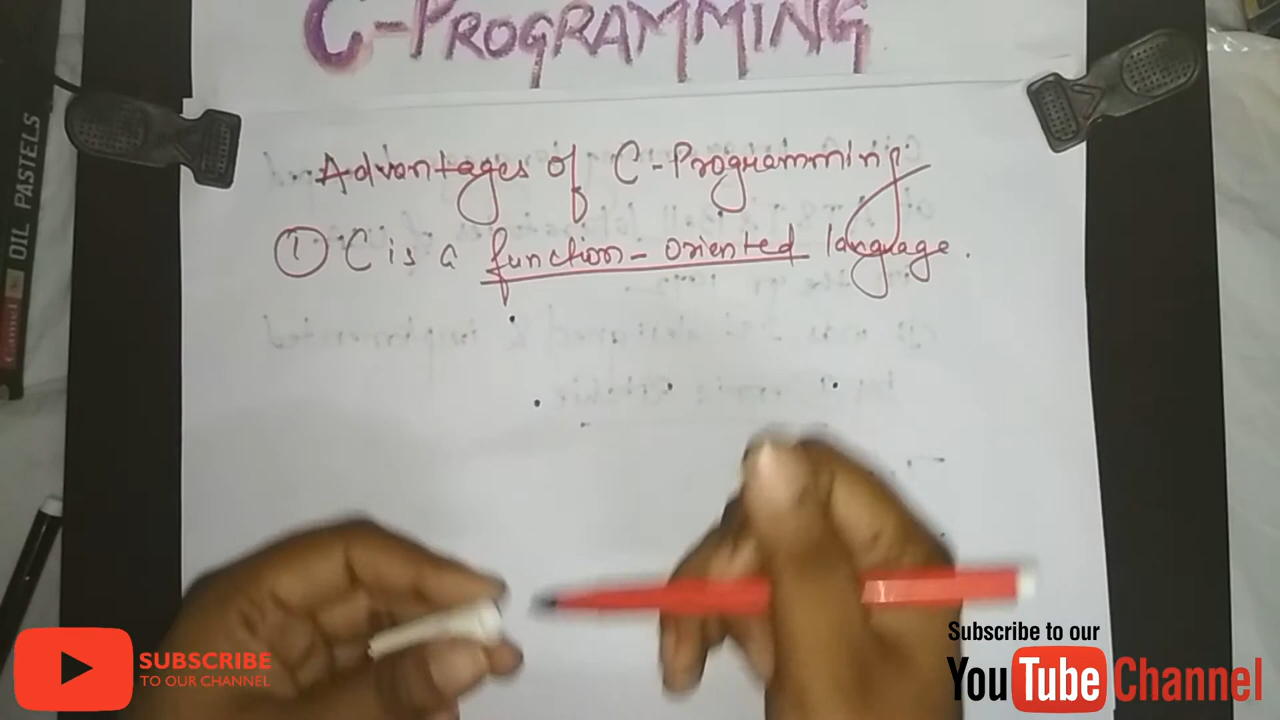 C-PROGRAMMING
Advantages of C-Programming
① C is a function-oriented language.
OIL PASTELS
Camel
SUBSCRIBE
TO OUR CHANNEL
Subscribe to our
YouTube Channel